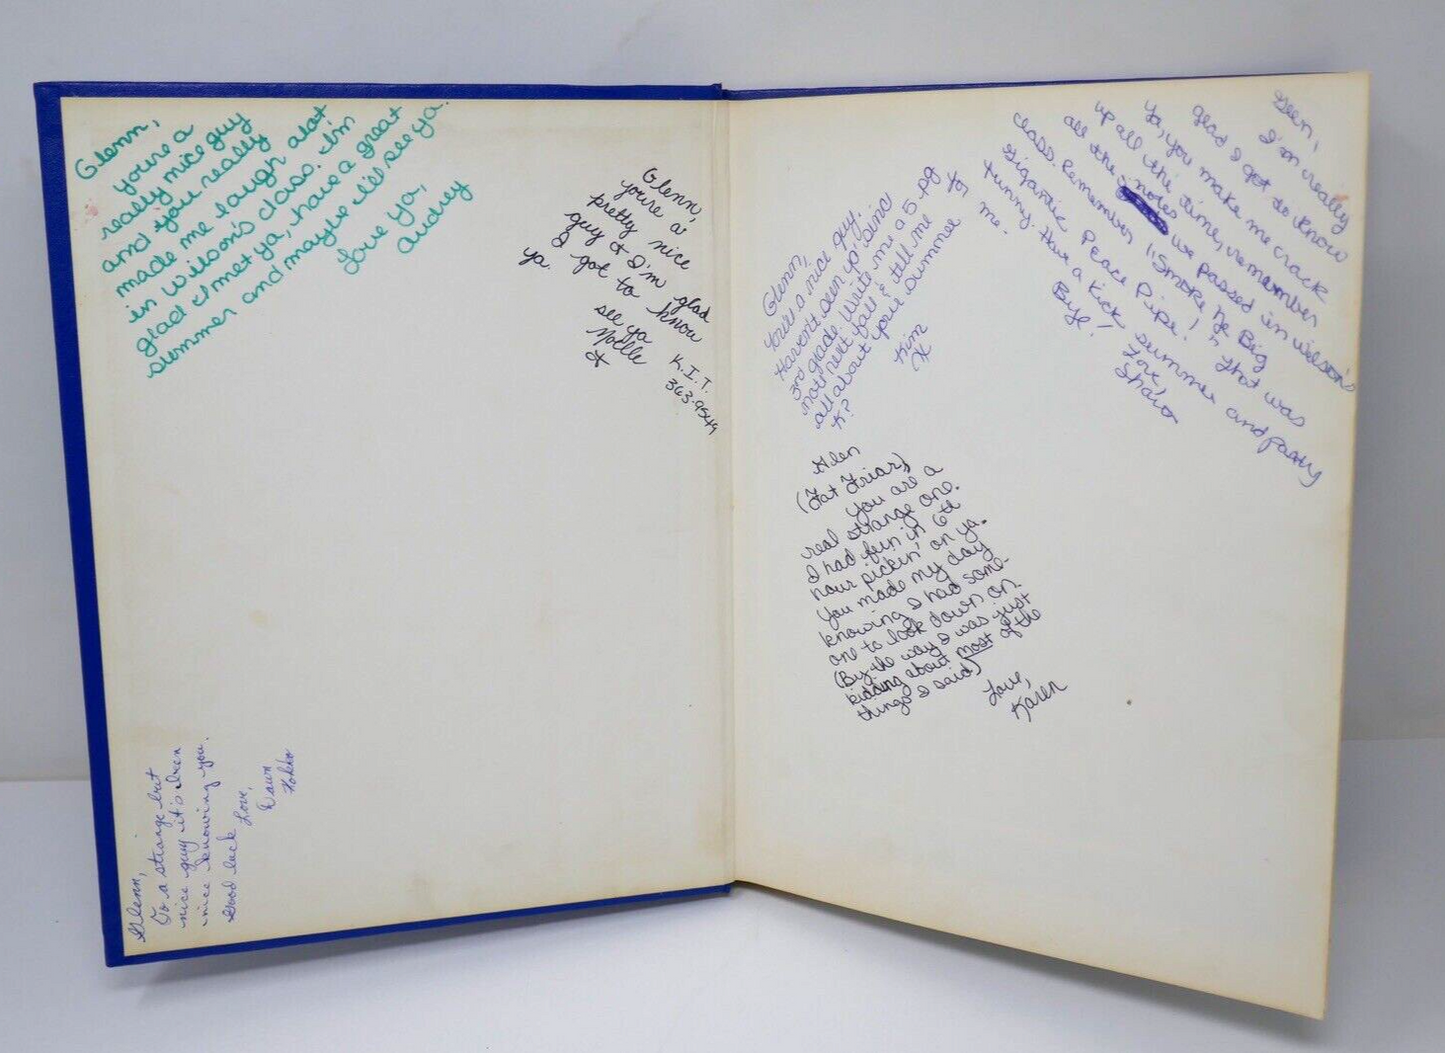 Glenn,
you're a
really nice guy
and you really
made me laugh alot
in Wilson's class. I'm
glad I met ya, have a great
summer and maybe I'll see ya.
Love Ya,
Audrey
Glenn,
you're a
pretty nice
guy & I'm glad
I got to know
ya.
see ya
Noelle
K.I.T.
363-9549
Glenn,
To a strange but
nice guy it's been
nice knowing you.
Good luck
Love,
Dawn
Glenn,
You're a nice guy.
Haven't seen ya' since
3rd grade. Write me a 5-pg
note next fall & tell me
all about your summer
K?
Kim
Glen,
I'm really
glad I got to know
ya, you make me crack
up all the time, remember
all the notes we passed in Wilson's
class. Remember "Smoke the Big
Gigantic Peace Pipe!" That was
funny. Have a kick summer and party
for
me.
Bye!
Love,
Sharon
Glen
(Fat Friar)
You are a
real strange one.
I had fun in 6th
hour pickin' on ya.
You made my day
knowing I had some-
one to look down on.
(By the way I was just
kidding about most of the
things I said)
Love,
Karen